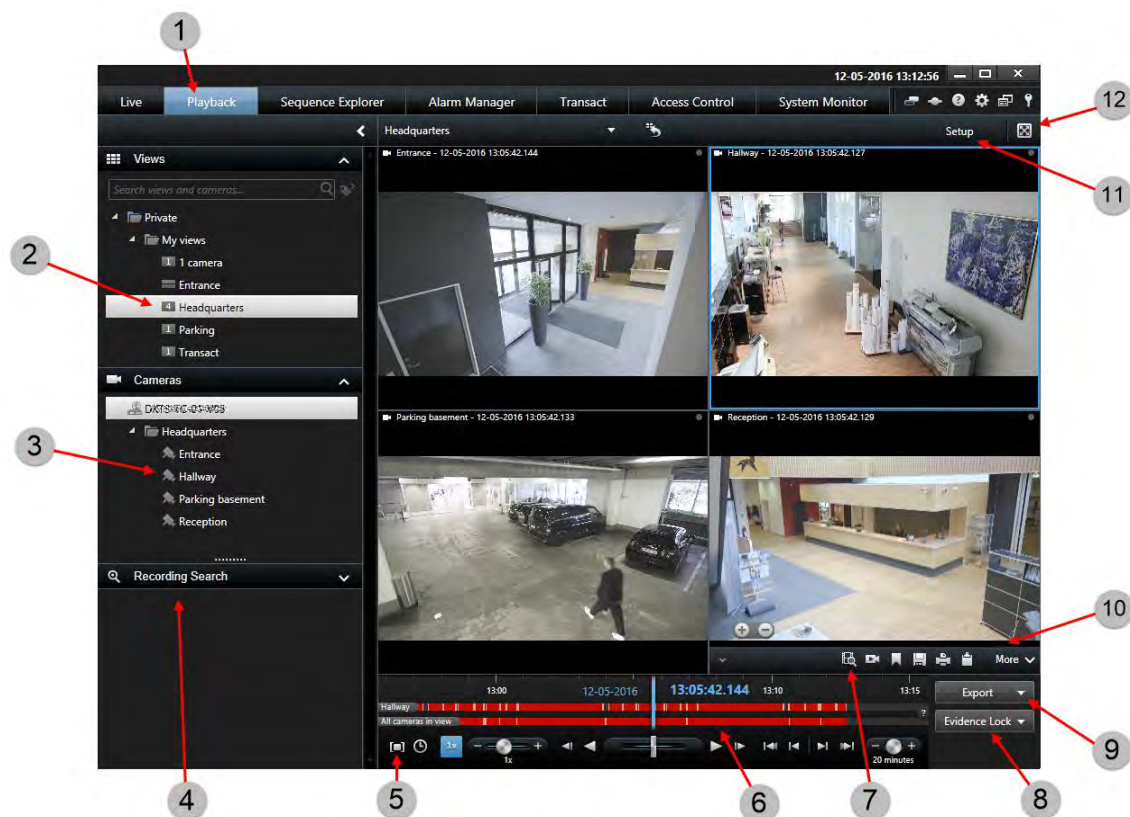 1
12-05-2016 13:12:56
Live Playback Sequence Explorer Alarm Manager Transact Access Control System Monitor
12
Headquarters Setup
Views
Entrance - 12-05-2016 13:05:42.144
Hallway - 12-05-2016 13:05:42.127
11
Search views and cameras...
Private
2
My views
1 1 camera
Entrance
4 Headquarters
1 Parking
1 Transact
Cameras
Parking basement - 12-05-2016 13:05:42.133
Reception - 12-05-2016 13:05:42.129
3
Headquarters
Entrance
Hallway
Parking basement
Reception
Recording Search
10
More
13:00 12-05-2016 13:05:42.144 13:10 13:15
Export
Hallway
?
All cameras in view
Evidence Lock
1x
1x
20 minutes
9
4
5
6
7
8